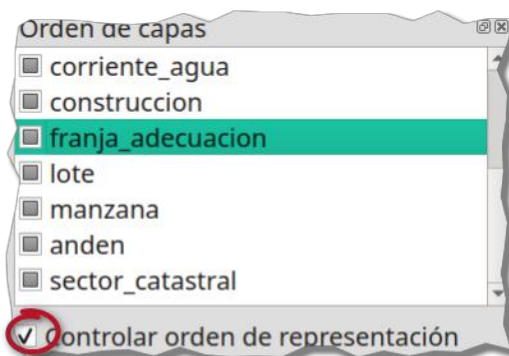 Orden de capas
corriente_agua
construccion
franja_adecuacion
lote
manzana
anden
sector_catastral
Controlar orden de representación